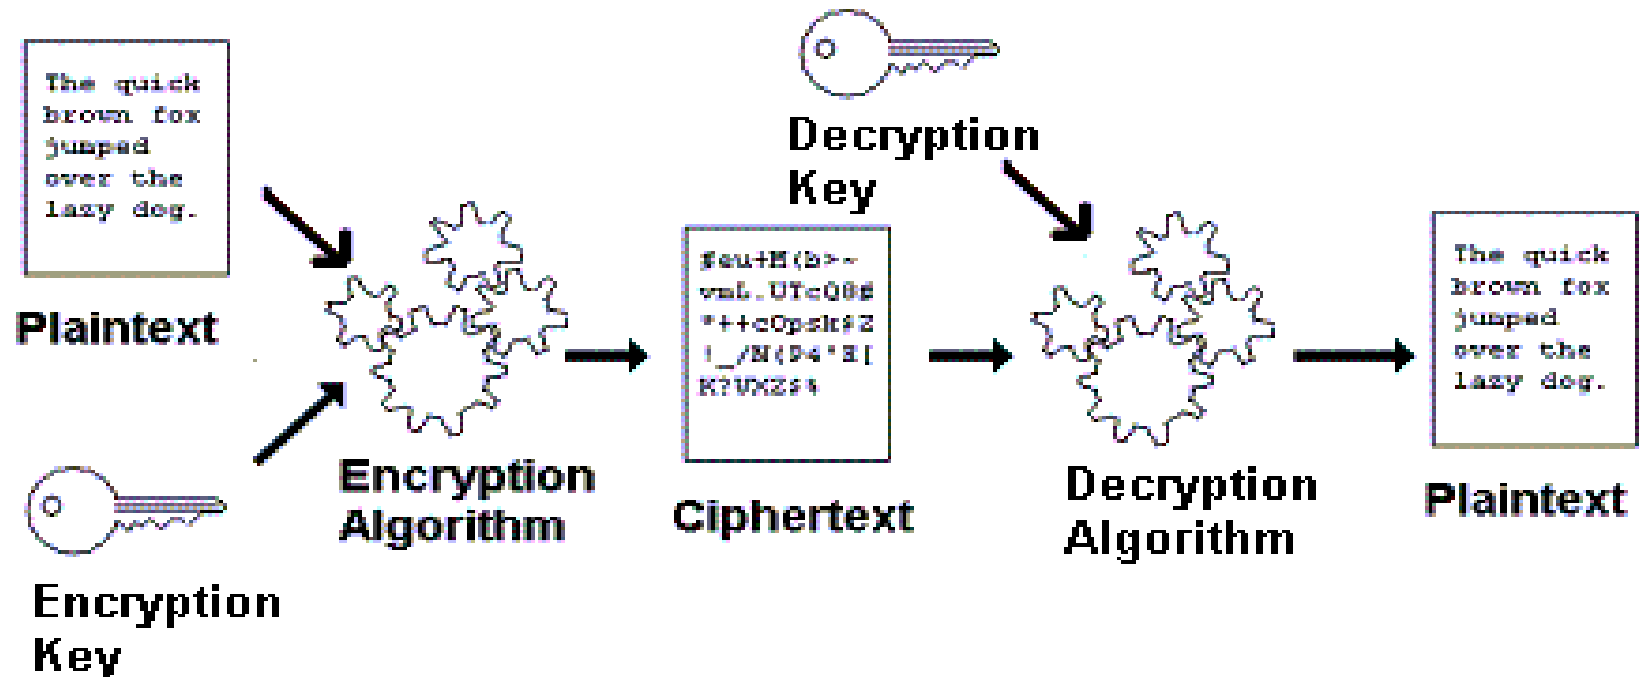 The quick
brown fox
jumped
over the
lazy dog.
Plaintext
Encryption
Key
Encryption
Algorithm
Ciphertext
Decryption
Key
Decryption
Algorithm
The quick
brown fox
jumped
over the
lazy dog.
Plaintext